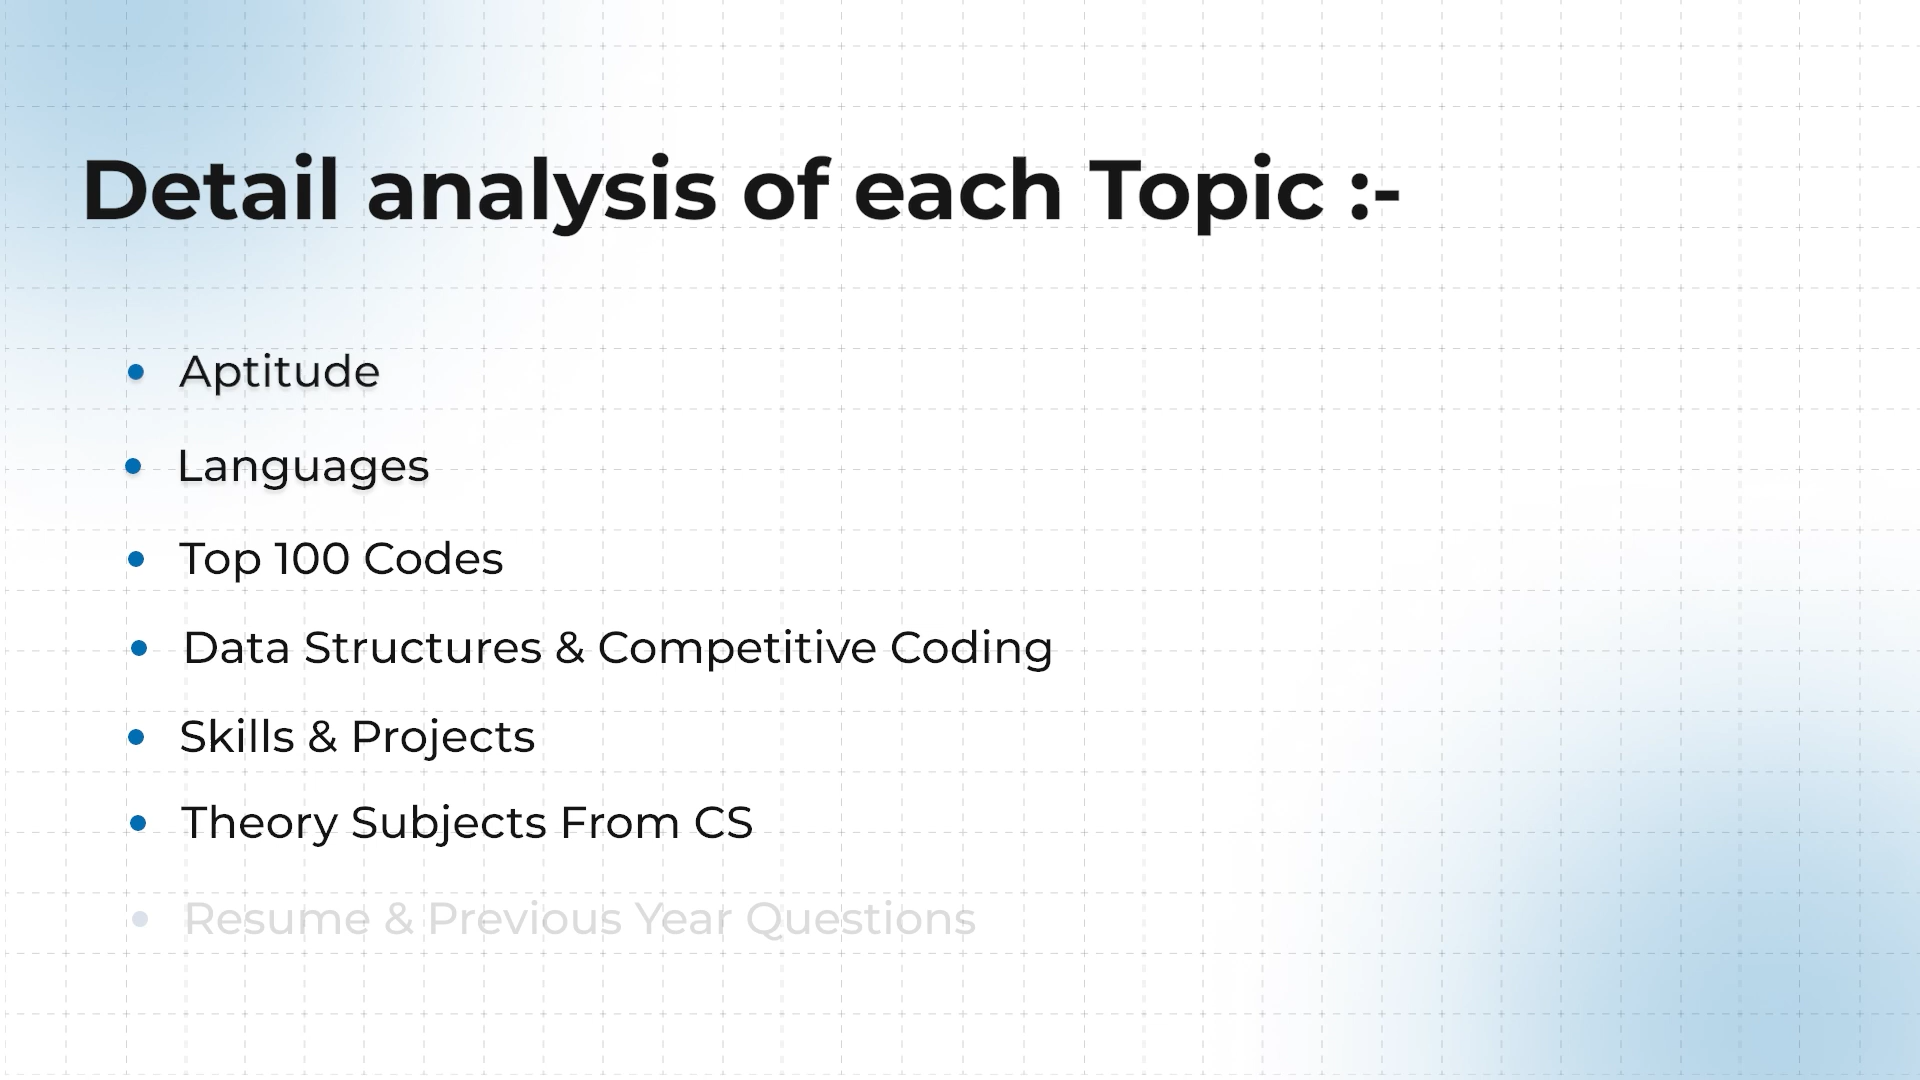 Detail analysis of each Topic :-
• Aptitude
• Languages
• Top 100 Codes
• Data Structures & Competitive Coding
• Skills & Projects
• Theory Subjects From CS
• Resume & Previous Year Questions